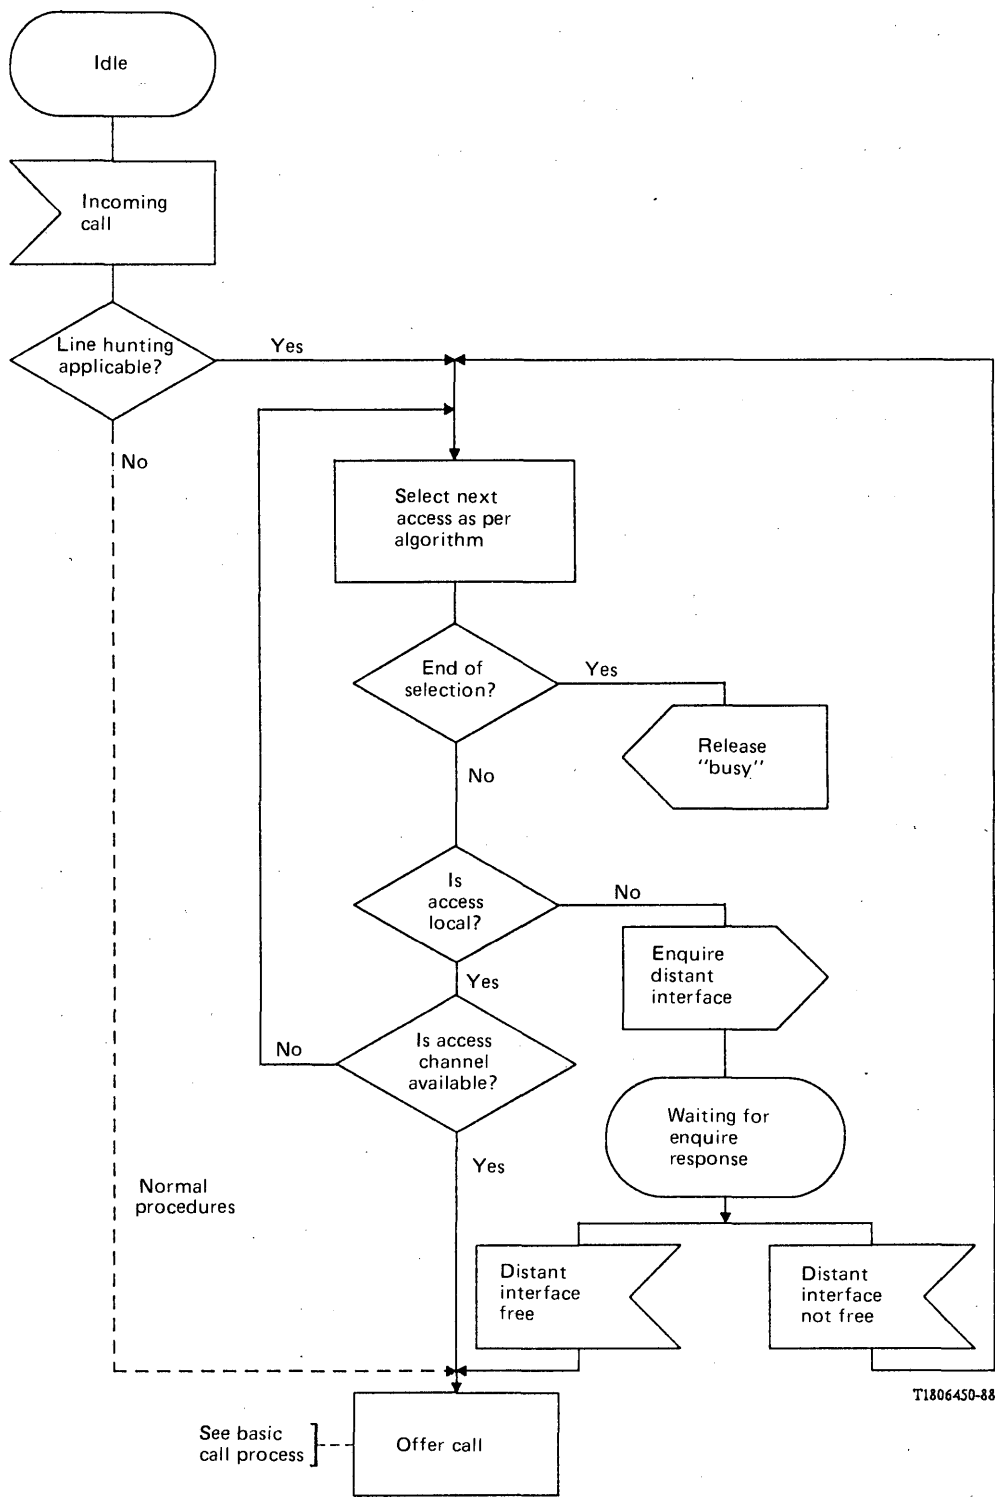 Idle
Incoming
call
Line hunting
applicable?
Yes
No
Select next
access as per
algorithm
End of
selection?
Yes
Release
"busy"
No
Is
access
local?
No
Enquire
distant
interface
Yes
Is access
channel
available?
No
Waiting for
enquire
response
Yes
Normal
procedures
Distant
interface
free
Distant
interface
not free
T1806450-88
See basic
call process
Offer call